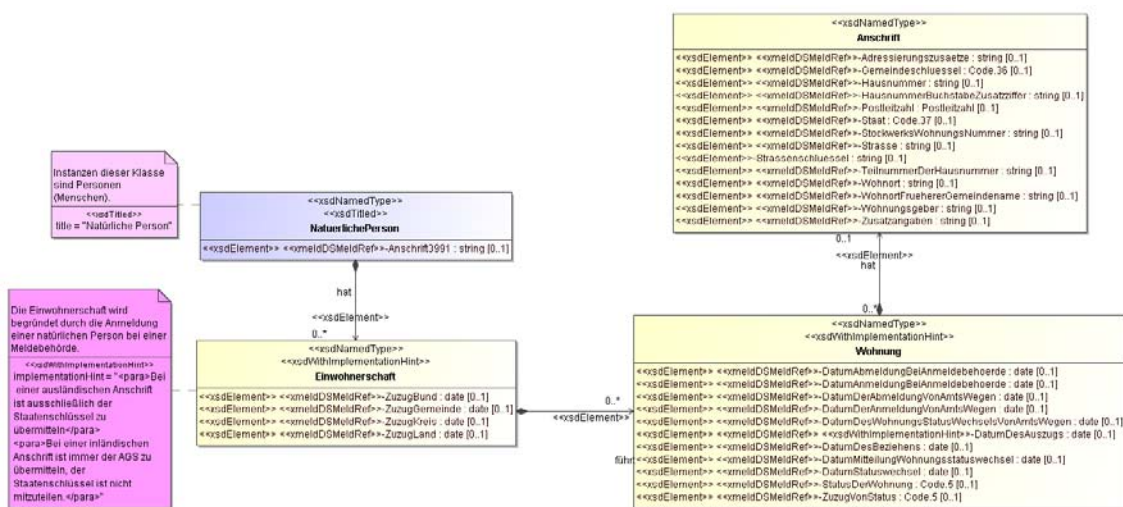 <<xsdNamedType>>
Anschrift
<<xsdElement>> <<xmeldDSMeldRef>>-Adressierungszusaetze : string [0..1]
<<xsdElement>> <<xmeldDSMeldRef>>-Gemeindeschluessel : Code.36 [0..1]
<<xsdElement>> <<xmeldDSMeldRef>>-Hausnummer : string [0..1]
<<xsdElement>> <<xmeldDSMeldRef>>-HausnummerBuchstabeZusatzziffer : string [0..1]
<<xsdElement>> <<xmeldDSMeldRef>>-Postleitzahl : Postleitzahl [0..1]
<<xsdElement>> <<xmeldDSMeldRef>>-Staat : Code.37 [0..1]
<<xsdElement>> <<xmeldDSMeldRef>>-StockwerksWohnungsNummer : string [0..1]
<<xsdElement>> <<xmeldDSMeldRef>>-Strasse : string [0..1]
<<xsdElement>>-Strassenschluessel : string [0..1]
<<xsdElement>> <<xmeldDSMeldRef>>-TeilnummerDerHausnummer : string [0..1]
<<xsdElement>> <<xmeldDSMeldRef>>-Wohnort : string [0..1]
<<xsdElement>> <<xmeldDSMeldRef>>-WohnortFruehererGemeindename : string [0..1]
<<xsdElement>> <<xmeldDSMeldRef>>-Wohnungsgeber : string [0..1]
<<xsdElement>> <<xmeldDSMeldRef>>-Zusatzangaben : string [0..1]
Instanzen dieser Klasse
sind Personen
(Menschen).
<<xsdTitled>>
title = "Natürliche Person"
<<xsdNamedType>>
<<xsdTitled>>
NatuerlichePerson
<<xsdElement>> <<xmeldDSMeldRef>>-Anschrift3991 : string [0..1]
0..1
<<xsdElement>>
hat
0..*
hat
<<xsdElement>>
0..*
Die Einwohnerschaft wird
begründet durch die Anmeldung
einer natürlichen Person bei einer
Meldebehörde.
<<xsdWithImplementationHint>>
implementationHint = "<para>Bei
einer ausländischen Anschrift
ist ausschließlich der
Staatenschlüssel zu
übermitteln</para>
<para>Bei einer inländischen
Anschrift ist immer der AGS zu
übermitteln, der
Staatenschlüssel ist nicht
mitzuteilen.</para>"
<<xsdNamedType>>
<<xsdWithImplementationHint>>
Einwohnerschaft
<<xsdElement>> <<xmeldDSMeldRef>>-ZuzugBund : date [0..1]
<<xsdElement>> <<xmeldDSMeldRef>>-ZuzugGemeinde : date [0..1]
<<xsdElement>> <<xmeldDSMeldRef>>-ZuzugKreis : date [0..1]
<<xsdElement>> <<xmeldDSMeldRef>>-ZuzugLand : date [0..1]
0..*
<<xsdElement>>
führt
<<xsdNamedType>>
<<xsdWithImplementationHint>>
Wohnung
<<xsdElement>> <<xmeldDSMeldRef>>-DatumAbmeldungBeiAnmeldebehoerde : date [0..1]
<<xsdElement>> <<xmeldDSMeldRef>>-DatumAnmeldungBeiAnmeldebehoerde : date [0..1]
<<xsdElement>> <<xmeldDSMeldRef>>-DatumDerAbmeldungVonAmtsWegen : date [0..1]
<<xsdElement>> <<xmeldDSMeldRef>>-DatumDerAnmeldungVonAmtsWegen : date [0..1]
<<xsdElement>> <<xmeldDSMeldRef>>-DatumDesWohnungsStatusWechselsVonAmtsWegen : date [0..1]
<<xsdElement>> <<xmeldDSMeldRef>> <<xsdWithImplementationHint>>-DatumDesAuszugs : date [0..1]
<<xsdElement>> <<xmeldDSMeldRef>>-DatumDesBeziehens : date [0..1]
<<xsdElement>> <<xmeldDSMeldRef>>-DatumMitteilungWohnungsstatuswechsel : date [0..1]
<<xsdElement>> <<xmeldDSMeldRef>>-DatumStatuswechsel : date [0..1]
<<xsdElement>> <<xmeldDSMeldRef>>-StatusDerWohnung : Code.5 [0..1]
<<xsdElement>> <<xmeldDSMeldRef>>-ZuzugVonStatus : Code.5 [0..1]